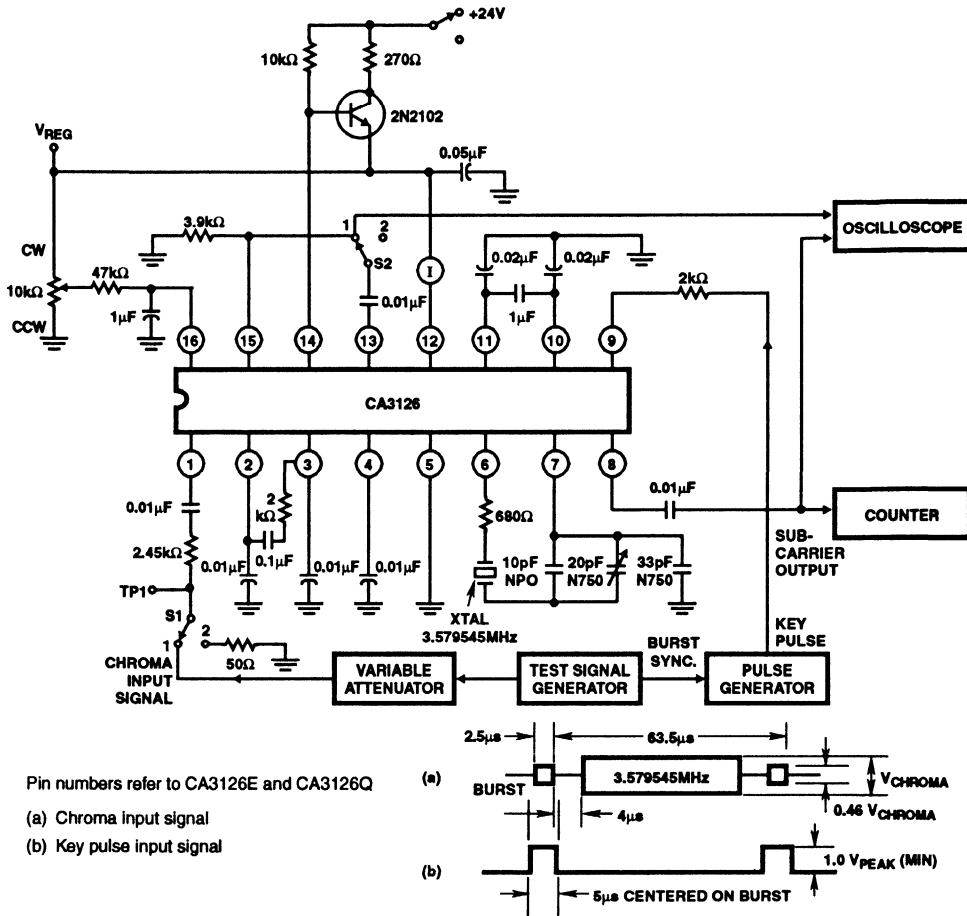 +24V
10kΩ
270Ω
2N2102
VREG
0.05μF
3.9kΩ
1
2
S2
OSCILLOSCOPE
CW
47kΩ
I
0.02μF
0.02μF
2kΩ
10kΩ
0.01μF
CCW
1μF
1μF
16
15
14
13
12
11
10
9
CA3126
1
2
3
4
5
6
7
8
0.01μF
2
kΩ
680Ω
0.01μF
COUNTER
2.45kΩ
0.1μF
SUB-
CARRIER
OUTPUT
0.01μF
0.01μF
0.01μF
10pF
NPO
20pF
N750
33pF
N750
TP1
XTAL
3.579545MHz
S1
1
2
KEY
PULSE
BURST
SYNC.
CHROMA
INPUT
SIGNAL
50Ω
VARIABLE
ATTENUATOR
TEST SIGNAL
GENERATOR
PULSE
GENERATOR
2.5μs
63.5μs
Pin numbers refer to CA3126E and CA3126Q
(a)
3.579545MHz
VCHROMA
BURST
(a) Chroma input signal
4μs
0.46 VCHROMA
(b) Key pulse input signal
(b)
1.0 VPEAK (MIN)
5μs CENTERED ON BURST